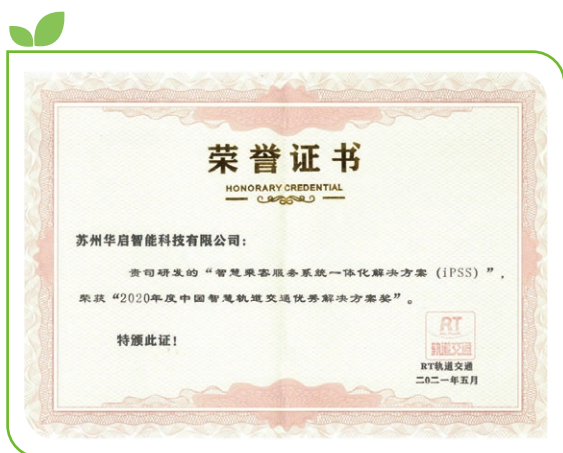 荣誉证书
HONORARY CREDENTIAL
苏州华启智能科技有限公司：
贵司研发的“智慧乘客服务系统一体化解决方案（iPSS）”，
荣获“2020年度中国智慧轨道交通优秀解决方案奖”。
特颁此证！
RT
轨道交通
RT轨道交通
二〇二一年五月